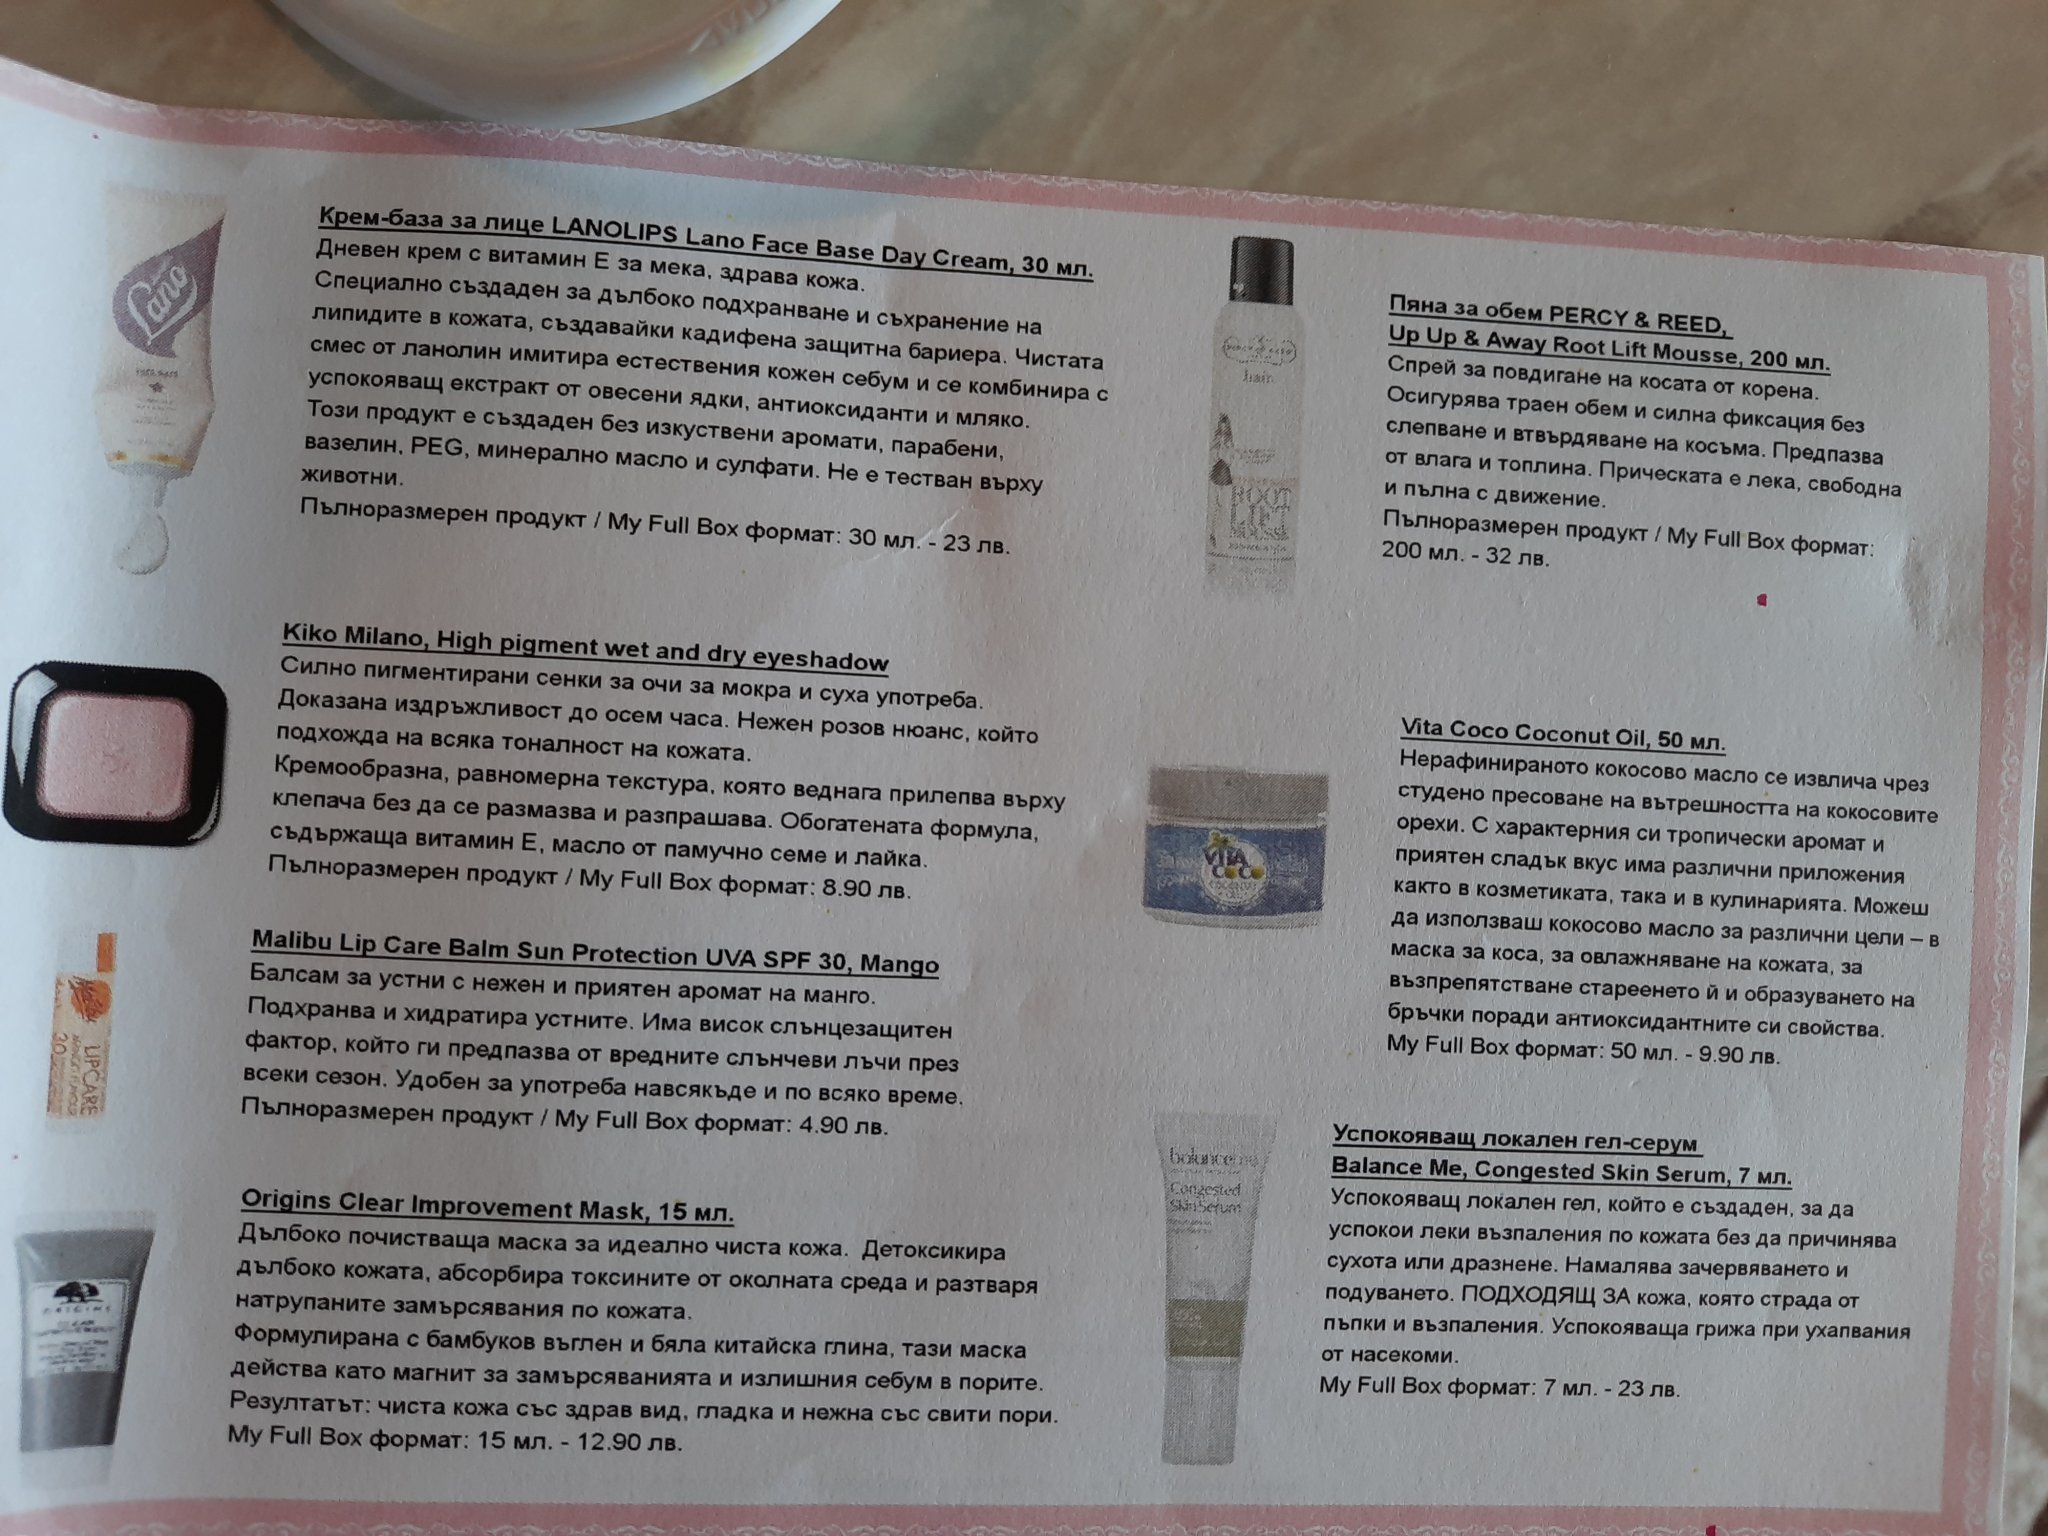 Крем-база за лице LANOLIPS Lano Face Base Day Cream, 30 мл.
Дневен крем с витамин Е за мека, здрава кожа.
Специално създаден за дълбоко подхранване и съхранение на
липидите в кожата, създавайки кадифена защитна бариера. Чистата
смес от ланолин имитира естествения кожен себум и се комбинира с
успокояващ екстракт от овесени ядки, антиоксиданти и мляко.
Този продукт е създаден без изкуствени аромати, парабени,
вазелин, PEG, минерално масло и сулфати. Не е тестван върху
животни.
Пълноразмерен продукт / My Full Box формат: 30 мл. - 23 лв.
Lano
Kiko Milano, High pigment wet and dry eyeshadow
Силно пигментирани сенки за очи за мокра и суха употреба.
Доказана издръжливост до осем часа. Нежен розов нюанс, който
подхожда на всяка тоналност на кожата.
Кремообразна, равномерна текстура, която веднага прилепва върху
клепача без да се размазва и разпрашава. Обогатената формула,
съдържаща витамин Е, масло от памучно семе и лайка.
Пълноразмерен продукт / My Full Box формат: 8.90 лв.
Malibu Lip Care Balm Sun Protection UVA SPF 30, Mango
Балсам за устни с нежен и приятен аромат на манго.
Подхранва и хидратира устните. Има висок слънцезащитен
фактор, който ги предпазва от вредните слънчеви лъчи през
всеки сезон. Удобен за употреба навсякъде и по всяко време.
Пълноразмерен продукт / My Full Box формат: 4.90 лв.
Malibu
LIPCARE
30
Origins Clear Improvement Mask, 15 мл.
Дълбоко почистваща маска за идеално чиста кожа. Детоксикира
дълбоко кожата, абсорбира токсините от околната среда и разтваря
натрупаните замърсявания по кожата.
Формулирана с бамбуков въглен и бяла китайска глина, тази маска
действа като магнит за замърсяванията и излишния себум в порите.
Резултатът: чиста кожа със здрав вид, гладка и нежна със свити пори.
My Full Box формат: 15 мл. - 12.90 лв.
ORIGINS
Пяна за обем PERCY & REED,
Up Up & Away Root Lift Mousse, 200 мл.
Спрей за повдигане на косата от корена.
Осигурява траен обем и силна фиксация без
слепване и втвърдяване на косъма. Предпазва
от влага и топлина. Прическата е лека, свободна
и пълна с движение.
Пълноразмерен продукт / My Full Box формат:
200 мл. - 32 лв.
hair
ROOT
LIFT
MOUSSE
Vita Coco Coconut Oil, 50 мл.
Нерафинираното кокосово масло се извлича чрез
студено пресоване на вътрешността на кокосовите
орехи. С характерния си тропически аромат и
приятен сладък вкус има различни приложения
както в козметиката, така и в кулинарията. Можеш
да използваш кокосово масло за различни цели – в
маска за коса, за овлажняване на кожата, за
възпрепятстване стареенето й и образуването на
бръчки поради антиоксидантните си свойства.
My Full Box формат: 50 мл. - 9.90 лв.
VITA
COCO
Успокояващ локален гел-серум
Balance Me, Congested Skin Serum, 7 мл.
Успокояващ локален гел, който е създаден, за да
успокои леки възпаления по кожата без да причинява
сухота или дразнене. Намалява зачервяването и
подуването. ПОДХОДЯЩ ЗА кожа, която страда от
пъпки и възпаления. Успокояваща грижа при ухапвания
от насекоми.
My Full Box формат: 7 мл. - 23 лв.
balance me
Congested
Skin Serum